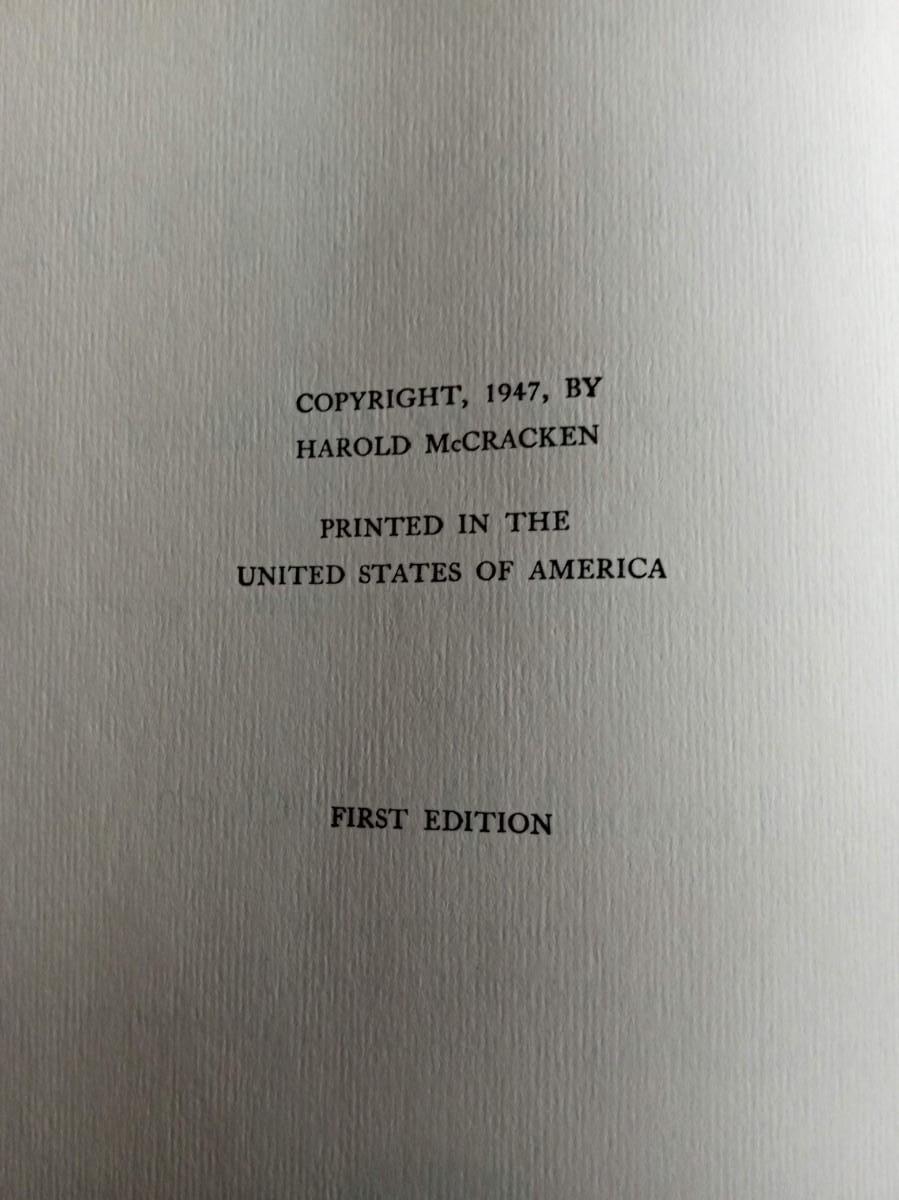 COPYRIGHT, 1947, BY
HAROLD McCRACKEN
PRINTED IN THE
UNITED STATES OF AMERICA
FIRST EDITION